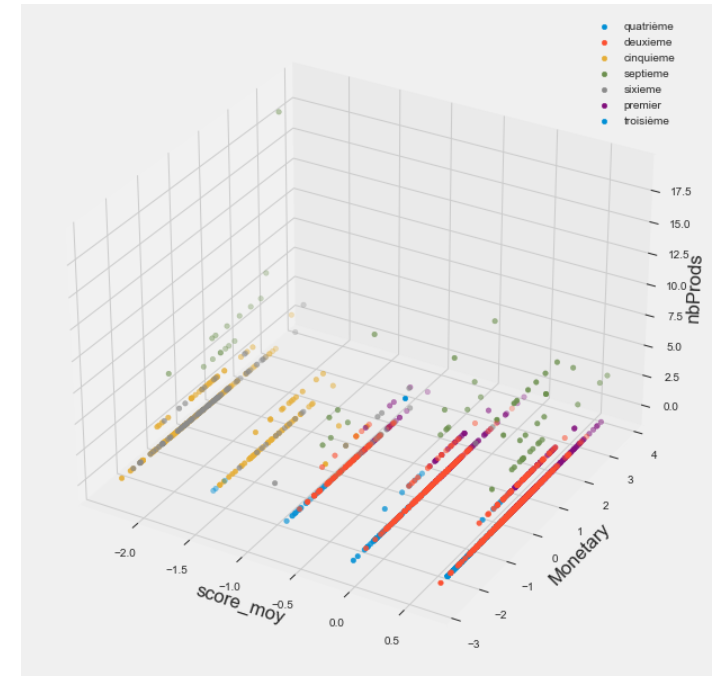 quatrième
deuxieme
cinquieme
septieme
sixieme
premier
troisième
17.5
15.0
12.5
10.0
7.5
5.0
2.5
0.0
nbProds
4
3
2
1
0
−1
−2
−3
Monetary
−2.0
−1.5
−1.0
−0.5
0.0
0.5
score_moy